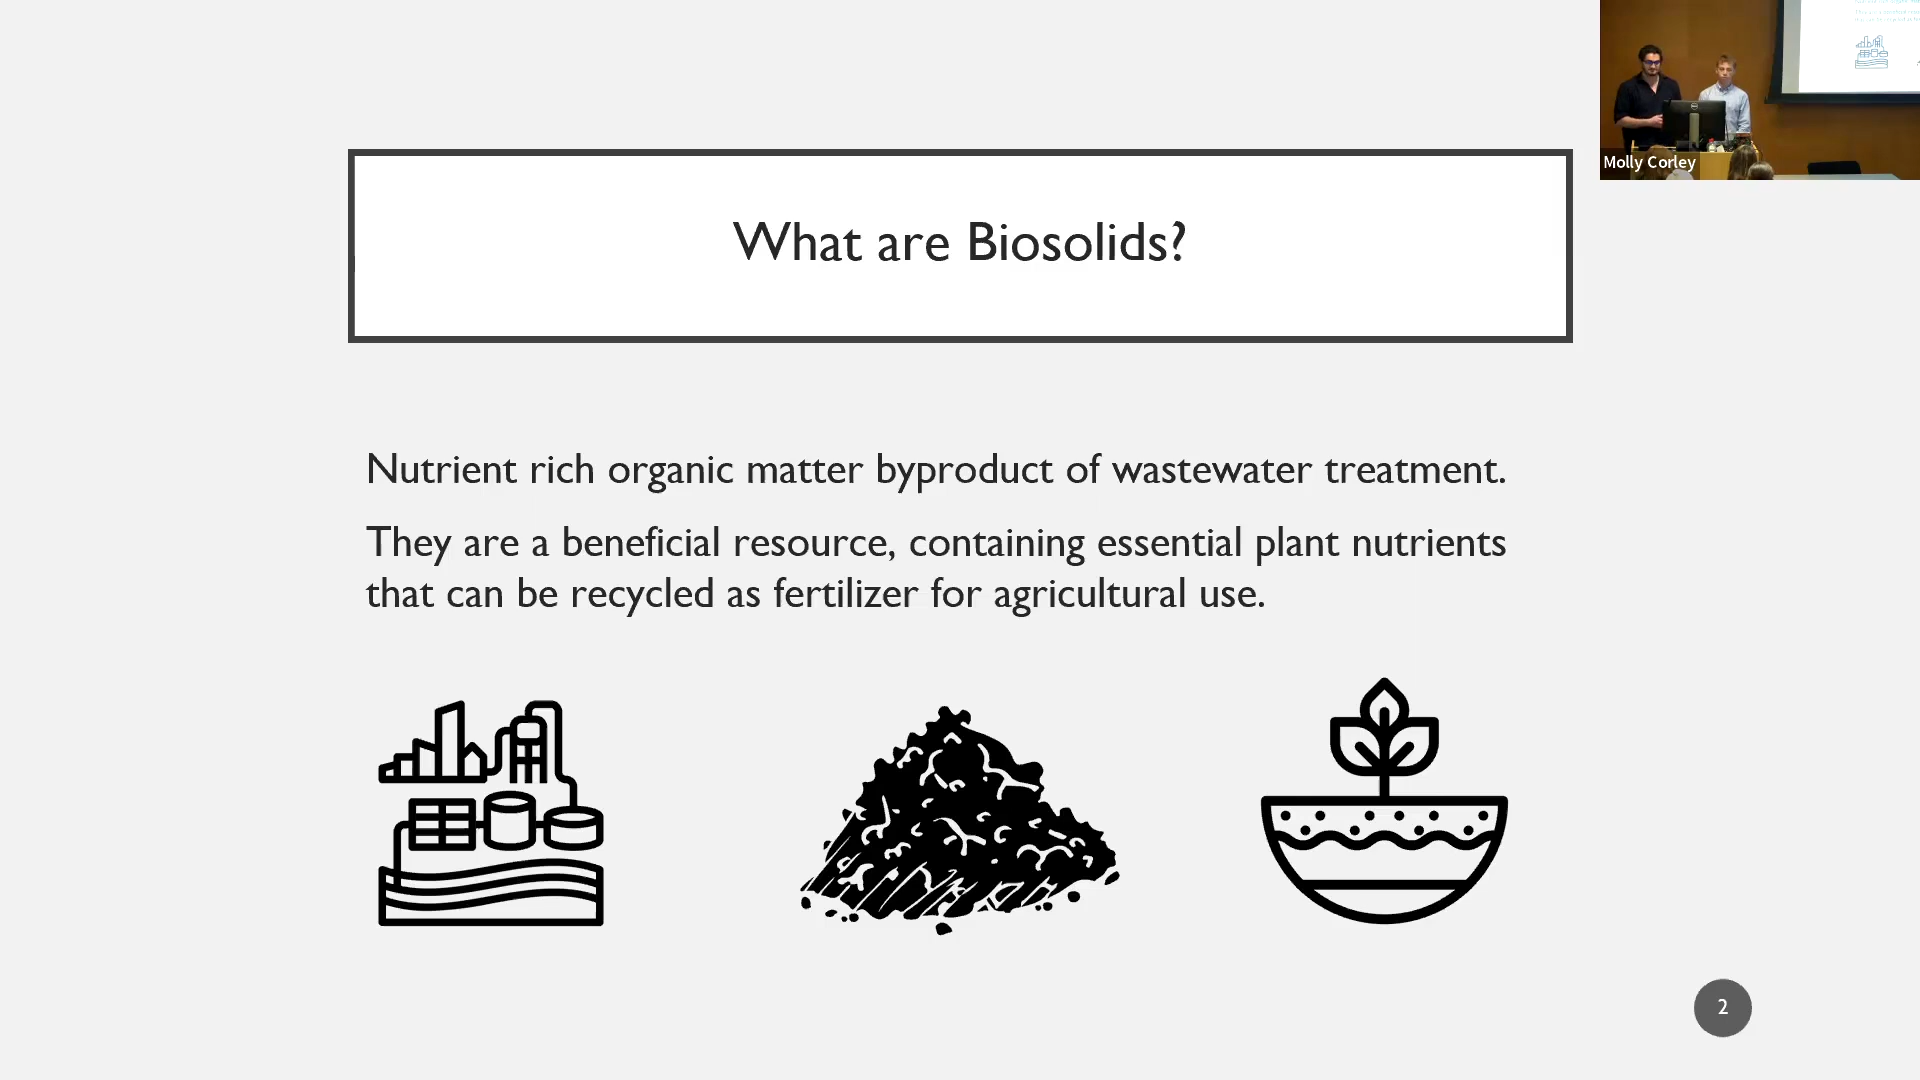 What are Biosolids?
Nutrient rich organic matter byproduct of wastewater treatment.
They are a beneficial resource, containing essential plant nutrients
that can be recycled as fertilizer for agricultural use.
Molly Corley
2